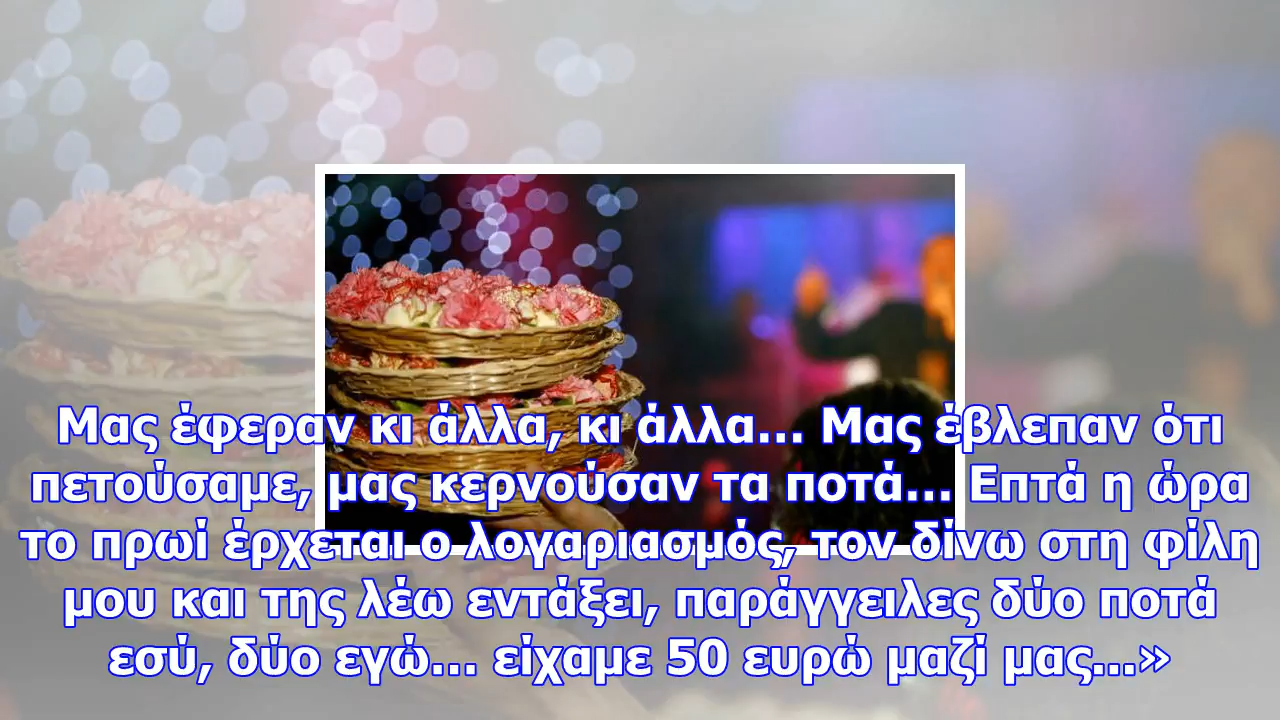 Μας έφεραν κι άλλα, κι άλλα... Μας έβλεπαν ότι
πετούσαμε, μας κερνούσαν τα ποτά... Επτά η ώρα
το πρωί έρχεται ο λογαριασμός, τον δίνω στη φίλη
μου και της λέω εντάξει, παράγγειλες δύο ποτά
εσύ, δύο εγώ... είχαμε 50 ευρώ μαζί μας...»